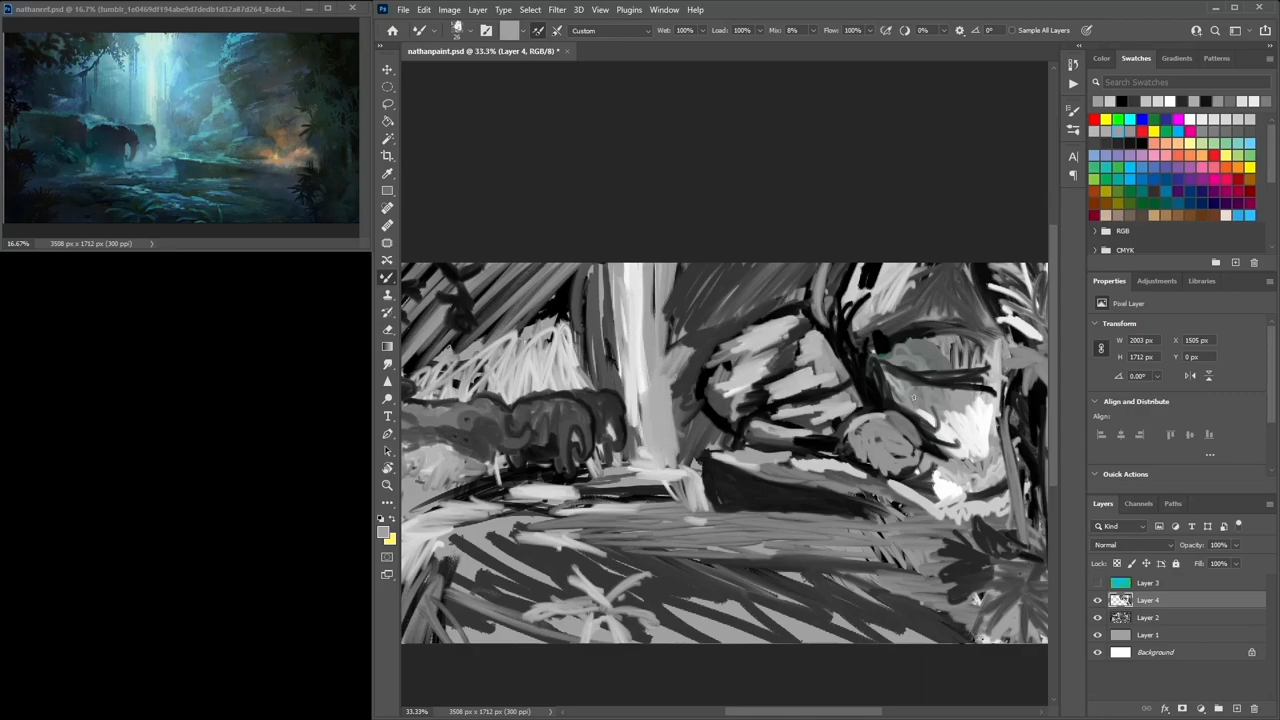 nathanref.psd @ 16.7% (tumblr_1e0469df194abe9d7dedb1d32a87d264_8ccd4...
16.67%
3508 px x 1712 px (300 ppi)
File Edit Image Layer Type Select Filter 3D View Plugins Window Help
26
Custom
Wet: 100%
Load: 100%
Mix: 8%
Flow: 100%
0%
0°
Sample All Layers
nathanpaint.psd @ 33.3% (Layer 4, RGB/8) *
Color Swatches Gradients Patterns
Search Swatches
RGB
CMYK
Properties Adjustments Libraries
Pixel Layer
Transform
W 2003 px X 1505 px
H 1712 px Y 0 px
0.00°
Align and Distribute
Align:
Quick Actions
Layers Channels Paths
Kind
Normal Opacity: 100%
Lock: Fill: 100%
Layer 3
Layer 4
Layer 2
Layer 1
Background
33.33%
3508 px x 1712 px (300 ppi)